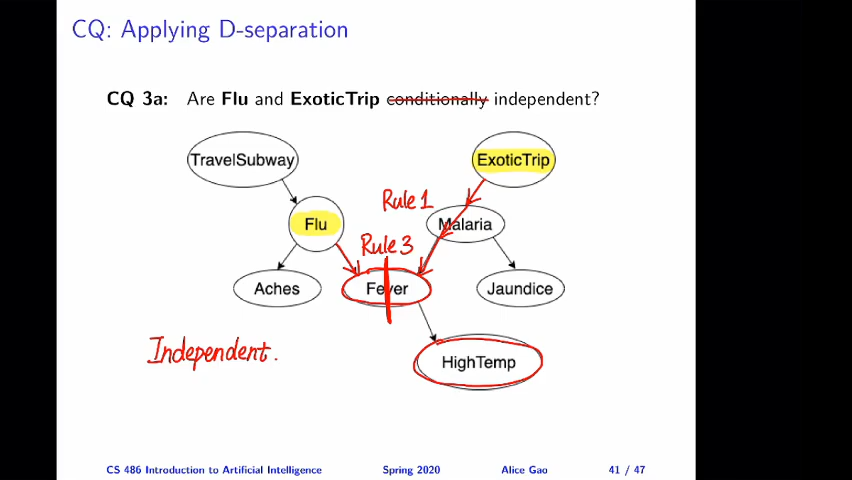 CQ: Applying D-separation
CQ 3a: Are Flu and ExoticTrip conditionally independent?
TravelSubway
ExoticTrip
Rule 1
Flu
Malaria
Rule 3
Aches
Fever
Jaundice
Independent.
HighTemp
CS 486 Introduction to Artificial Intelligence Spring 2020 Alice Gao 41 / 47